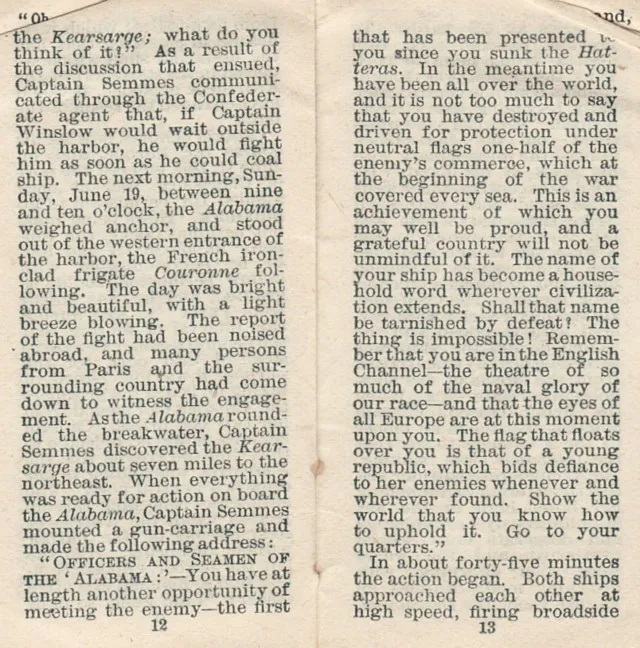 the Kearsarge; what do you
think of it?" As a result of
the discussion that ensued,
Captain Semmes communi-
cated through the Confeder-
ate agent that, if Captain
Winslow would wait outside
the harbor, he would fight
him as soon as he could coal
ship. The next morning, Sun-
day, June 19, between nine
and ten o'clock, the Alabama
weighed anchor, and stood
out of the western entrance of
the harbor, the French iron-
clad frigate Couronne fol-
lowing. The day was bright
and beautiful, with a light
breeze blowing. The report
of the fight had been noised
abroad, and many persons
from Paris and the sur-
rounding country had come
down to witness the engage-
ment. As the Alabama round-
ed the breakwater, Captain
Semmes discovered the Kear-
sarge about seven miles to the
northeast. When everything
was ready for action on board
the Alabama, Captain Semmes
mounted a gun-carriage and
made the following address:
"OFFICERS AND SEAMEN OF
THE 'ALABAMA:'—You have at
length another opportunity of
meeting the enemy—the first
12
that has been presented
you since you sunk the Hat-
teras. In the meantime you
have been all over the world,
and it is not too much to say
that you have destroyed and
driven for protection under
neutral flags one-half of the
enemy's commerce, which at
the beginning of the war
covered every sea. This is an
achievement of which you
may well be proud, and a
grateful country will not be
unmindful of it. The name of
your ship has become a house-
hold word wherever civiliza-
tion extends. Shall that name
be tarnished by defeat? The
thing is impossible! Remem-
ber that you are in the English
Channel—the theatre of so
much of the naval glory of
our race—and that the eyes of
all Europe are at this moment
upon you. The flag that floats
over you is that of a young
republic, which bids defiance
to her enemies whenever and
wherever found. Show the
world that you know how
to uphold it. Go to your
quarters."
In about forty-five minutes
the action began. Both ships
approached each other at
high speed, firing broadside
13